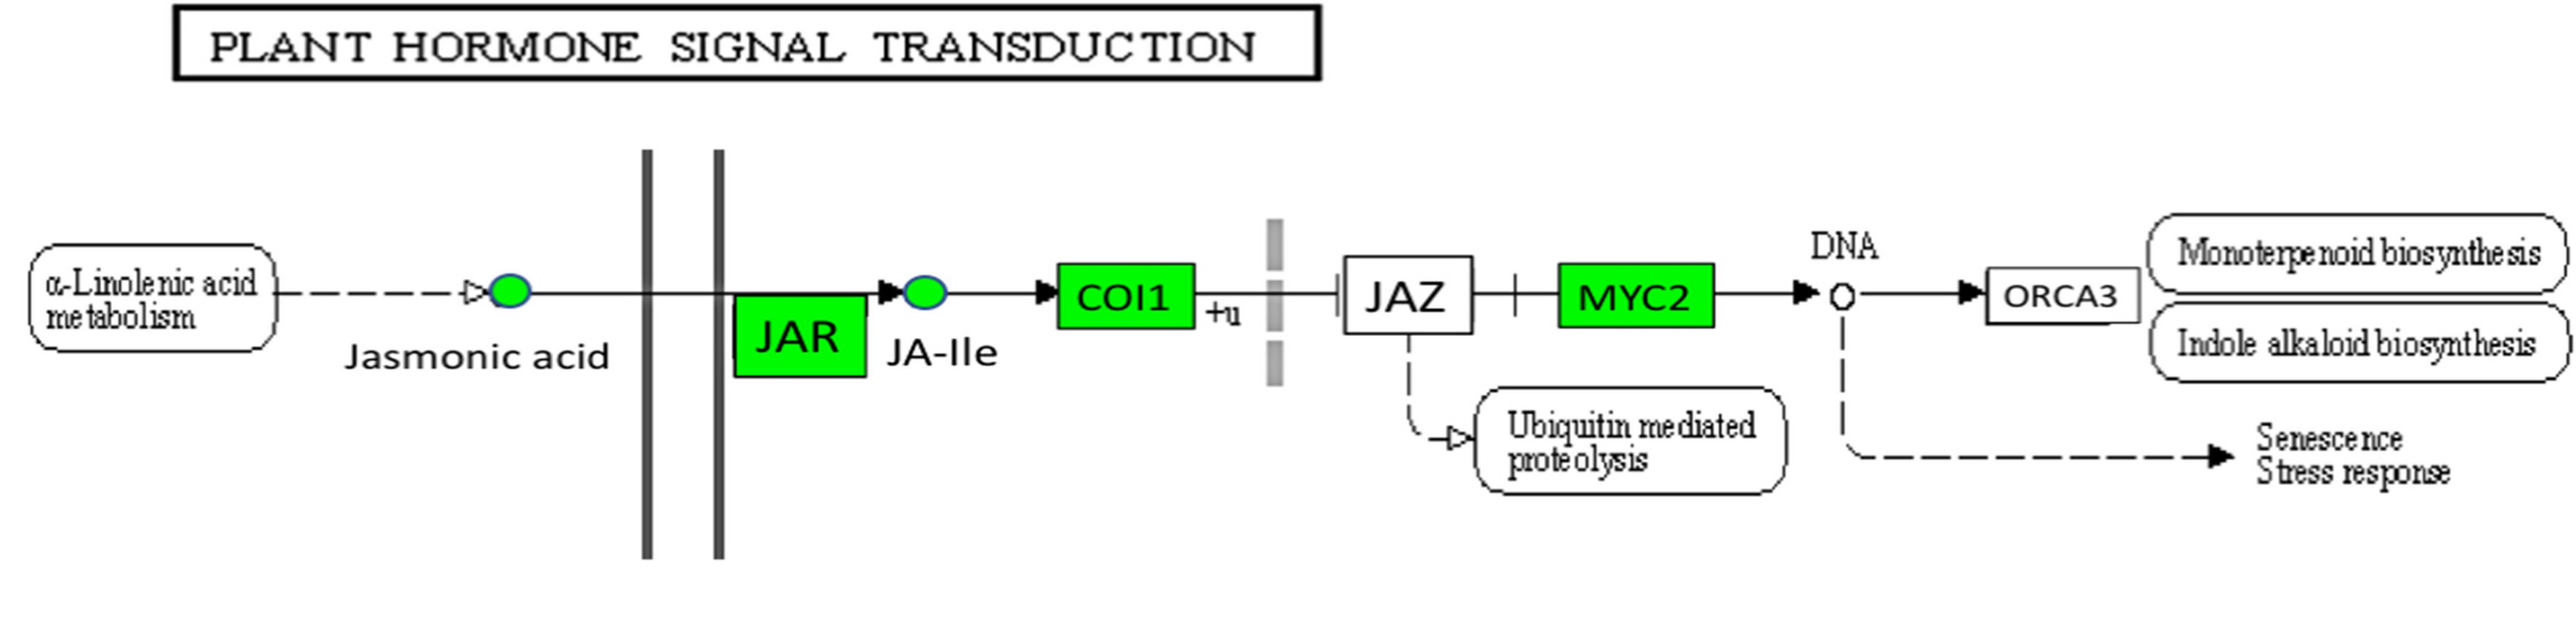 PLANT HORMONE SIGNAL TRANSDUCTION
α-Linolenic acid
metabolism
Jasmonic acid
JAR
JA-Ile
COI1
+u
JAZ
Ubiquitin mediated
proteolysis
MYC2
DNA
ORCA3
Monoterpenoid biosynthesis
Indole alkaloid biosynthesis
Senescence
Stress response